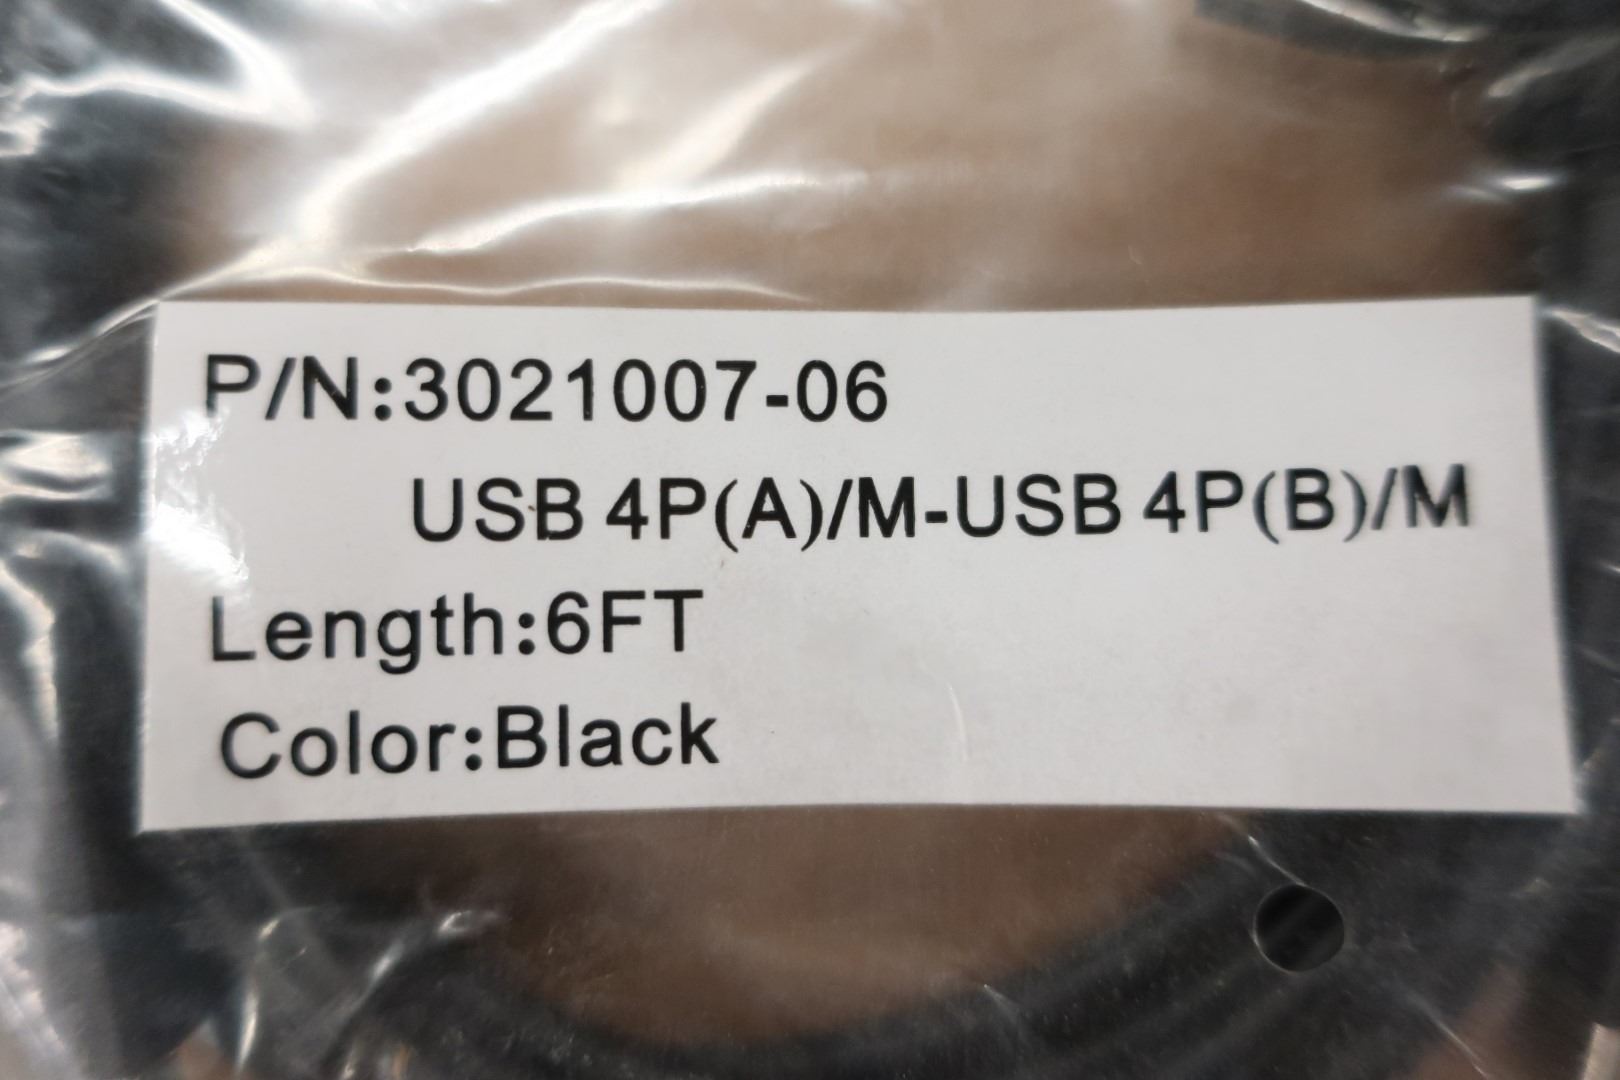 P/N:3021007-06
USB 4P(A)/M-USB 4P(B)/M
Length:6FT
Color:Black